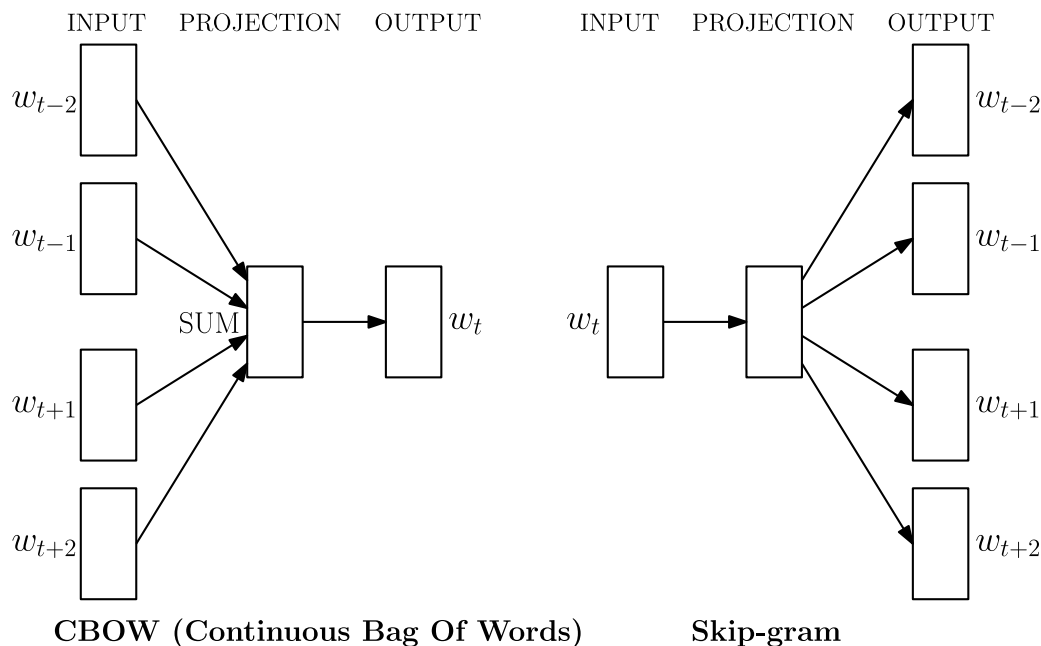 INPUT PROJECTION OUTPUT
w_{t−2}
w_{t−1}
SUM
w_t
w_{t+1}
w_{t+2}
CBOW (Continuous Bag Of Words)
INPUT PROJECTION OUTPUT
w_{t−2}
w_{t−1}
w_t
w_{t+1}
w_{t+2}
Skip-gram